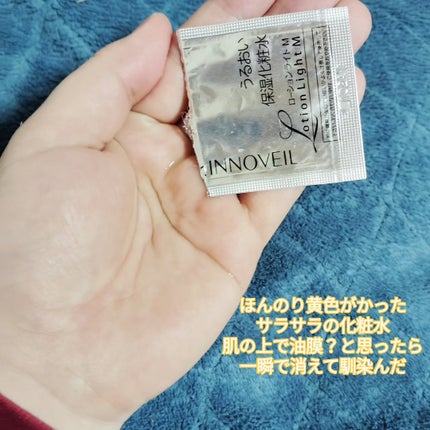 うるおい
保湿化粧水
ローションライトM
Lotion Light M
INNOVEIL
ほんのり黄色がかった
サラサラの化粧水
肌の上で油膜？と思ったら
一瞬で消えて馴染んだ